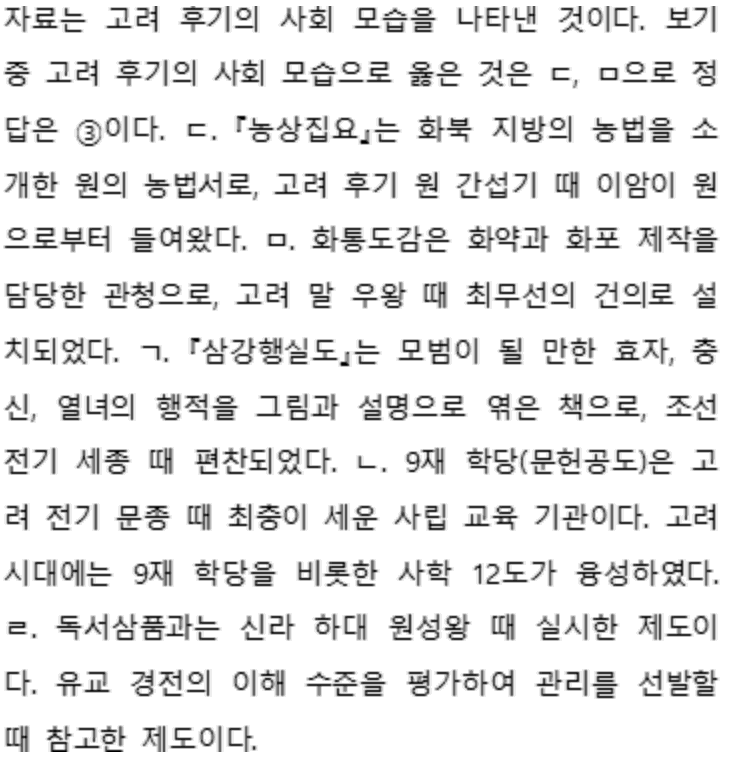 자료는 고려 후기의 사회 모습을 나타낸 것이다. 보기
중 고려 후기의 사회 모습으로 옳은 것은 ㄷ, ㅁ으로 정
답은 ③이다. ㄷ.『농상집요』는 화북 지방의 농법을 소
개한 원의 농법서로, 고려 후기 원 간섭기 때 이암이 원
으로부터 들여왔다. ㅁ. 화통도감은 화약과 화포 제작을
담당한 관청으로, 고려 말 우왕 때 최무선의 건의로 설
치되었다. ㄱ.『삼강행실도』는 모범이 될 만한 효자, 충
신, 열녀의 행적을 그림과 설명으로 엮은 책으로, 조선
전기 세종 때 편찬되었다. ㄴ. 9재 학당(문헌공도)은 고
려 전기 문종 때 최충이 세운 사립 교육 기관이다. 고려
시대에는 9재 학당을 비롯한 사학 12도가 융성하였다.
ㄹ. 독서삼품과는 신라 하대 원성왕 때 실시한 제도이
다. 유교 경전의 이해 수준을 평가하여 관리를 선발할
때 참고한 제도이다.